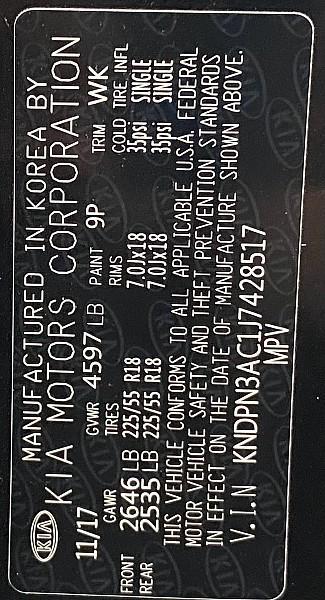 KIA MANUFACTURED IN KOREA BY
KIA MOTORS CORPORATION
11/17 GVWR 4597 LB PAINT 9P TRIM WK
GAWR TIRES RIMS COLD TIRE INFL
FRONT 2646 LB 225/55 R18 7.0Jx18 35psi SINGLE
REAR 2535 LB 225/55 R18 7.0Jx18 35psi SINGLE
THIS VEHICLE CONFORMS TO ALL APPLICABLE U.S.A. FEDERAL
MOTOR VEHICLE SAFETY AND THEFT PREVENTION STANDARDS
IN EFFECT ON THE DATE OF MANUFACTURE SHOWN ABOVE.
V.I.N KNDPN3AC1J7428517
MPV